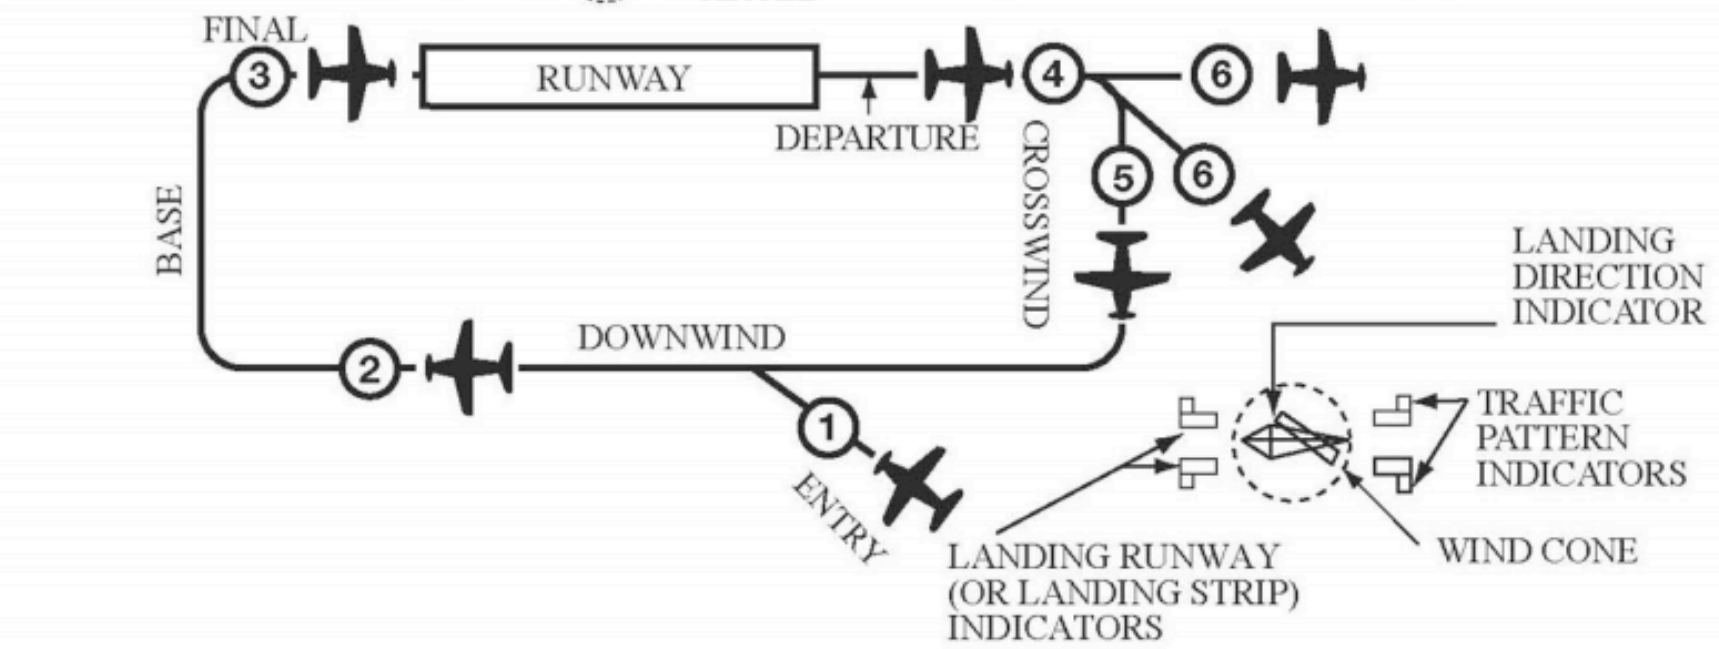 FINAL
3
RUNWAY
4
6
DEPARTURE
CROSSWIND
5
6
BASE
LANDING
DIRECTION
INDICATOR
DOWNWIND
2
1
ENTRY
TRAFFIC
PATTERN
INDICATORS
WIND CONE
LANDING RUNWAY
(OR LANDING STRIP)
INDICATORS